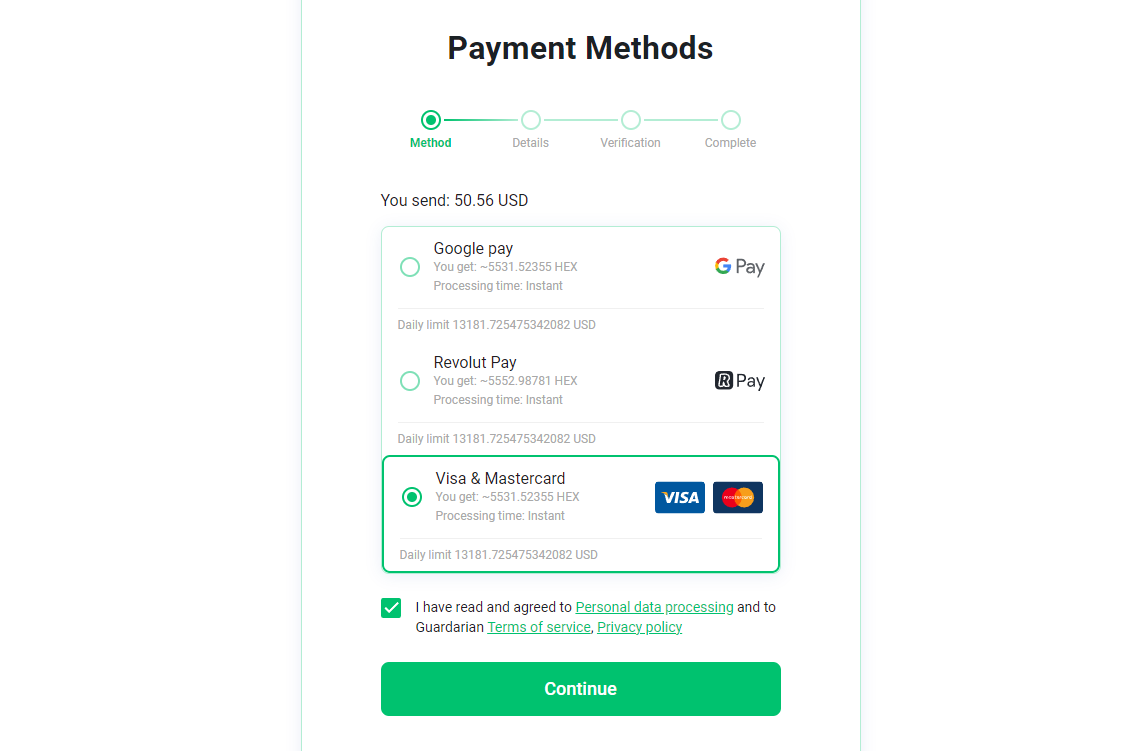 Payment Methods
Method Details Verification Complete
You send: 50.56 USD
Google pay
You get: ~5531.52355 HEX
G Pay
Processing time: Instant
Daily limit 13181.725475342082 USD
Revolut Pay
You get: ~5552.98781 HEX
R Pay
Processing time: Instant
Daily limit 13181.725475342082 USD
Visa & Mastercard
You get: ~5531.52355 HEX
VISA mastercard
Processing time: Instant
Daily limit 13181.725475342082 USD
I have read and agreed to Personal data processing and to
Guardarian Terms of service, Privacy policy
Continue